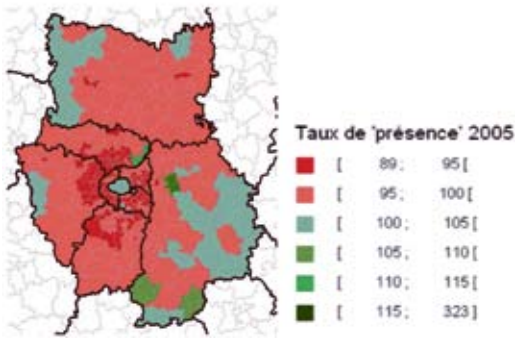 Taux de 'présence' 2005
[ 89 ; 95 [
[ 95 ; 100 [
[ 100 ; 105 [
[ 105 ; 110 [
[ 110 ; 115 [
[ 115 ; 323 [